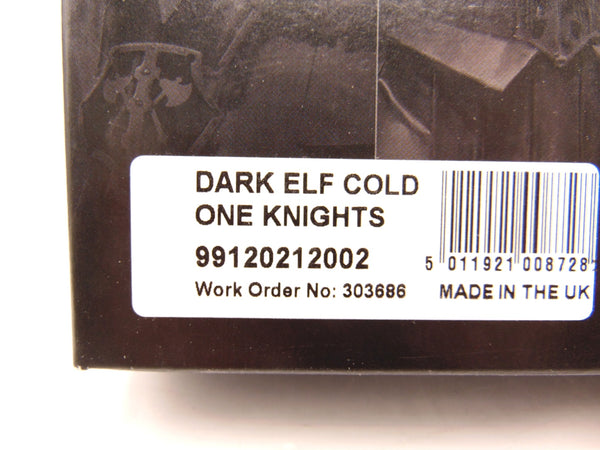 DARK ELF COLD
ONE KNIGHTS
99120212002
Work Order No: 303686
5 011921 008728
MADE IN THE UK